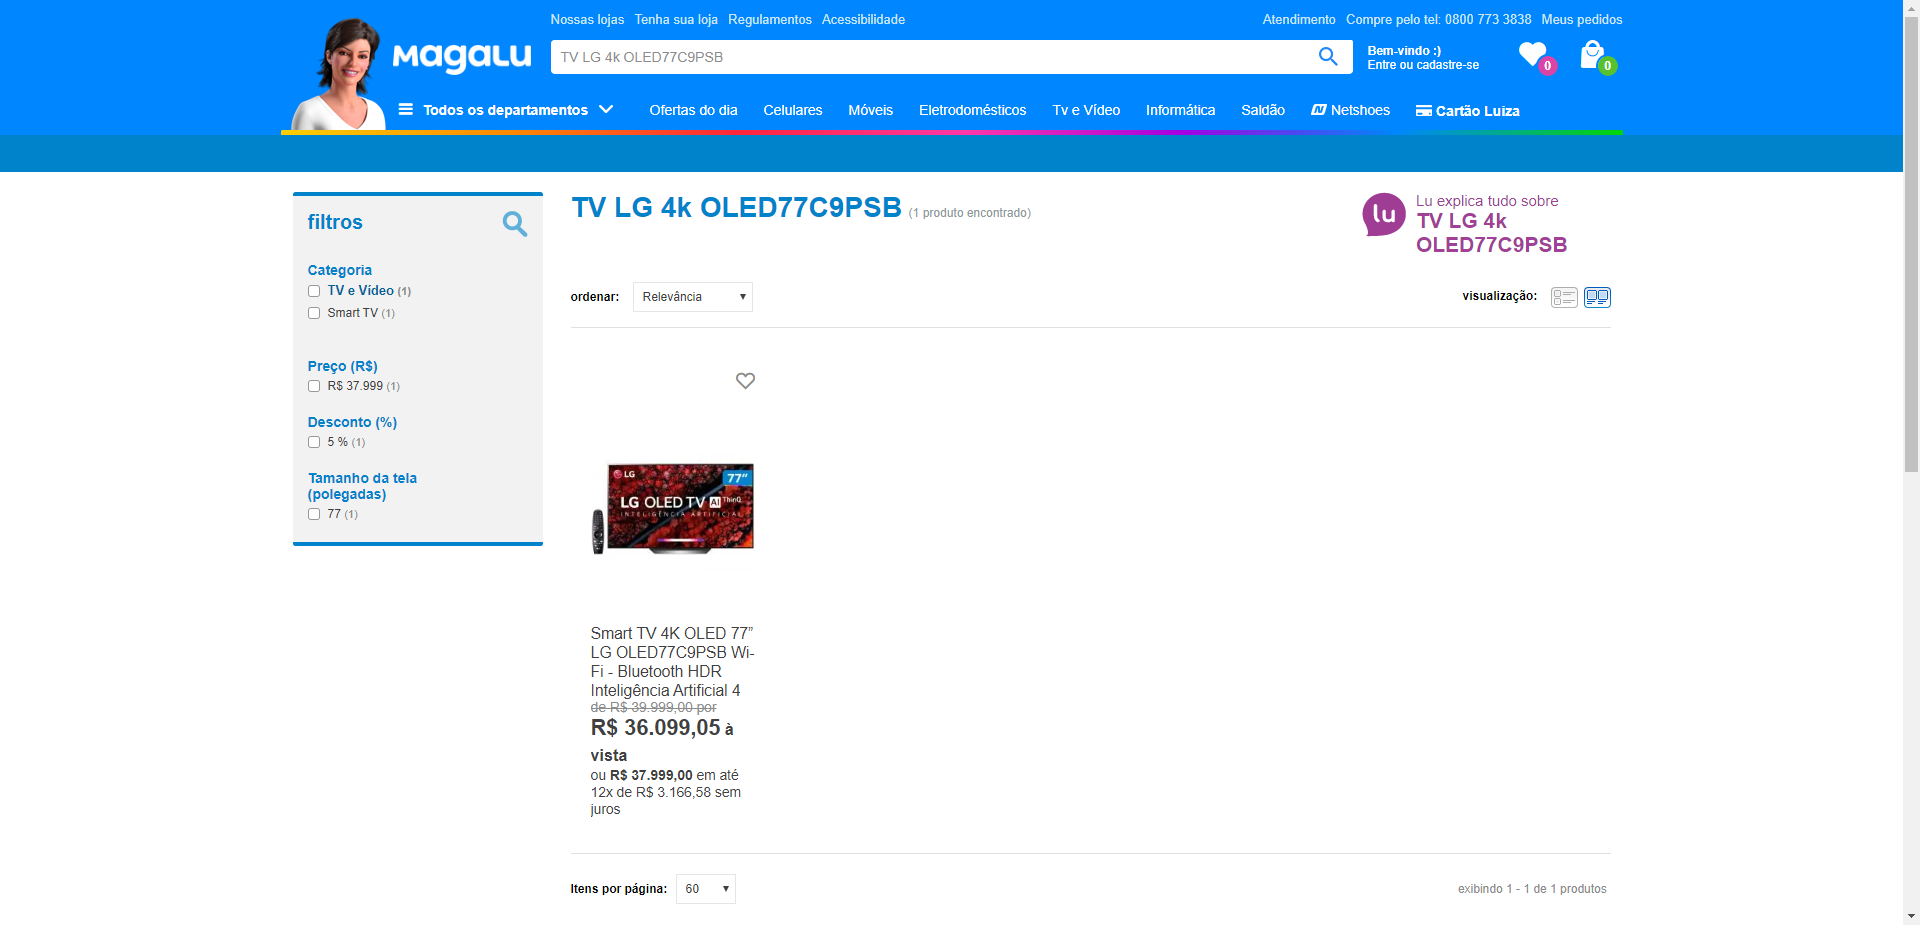 Nossas lojas Tenha sua loja Regulamentos Acessibilidade
Atendimento Compre pelo tel: 0800 773 3838 Meus pedidos
MagaLu
TV LG 4k OLED77C9PSB
Bem-vindo :)
Entre ou cadastre-se
0
0
Todos os departamentos
Ofertas do dia Celulares Móveis Eletrodomésticos Tv e Vídeo Informática Saldão N Netshoes Cartão Luiza
filtros
Categoria
TV e Vídeo (1)
Smart TV (1)
Preço (R$)
R$ 37.999 (1)
Desconto (%)
5 % (1)
Tamanho da tela
(polegadas)
77 (1)
TV LG 4k OLED77C9PSB (1 produto encontrado)
lu
Lu explica tudo sobre
TV LG 4k
OLED77C9PSB
ordenar: Relevância
visualização:
LG
77"
LG OLED TV AI ThinQ
INTELIGÊNCIA ARTIFICIAL
Smart TV 4K OLED 77”
LG OLED77C9PSB Wi-
Fi - Bluetooth HDR
Inteligência Artificial 4
de R$ 39.999,00 por
R$ 36.099,05 à
vista
ou R$ 37.999,00 em até
12x de R$ 3.166,58 sem
juros
Itens por página: 60
exibindo 1 - 1 de 1 produtos